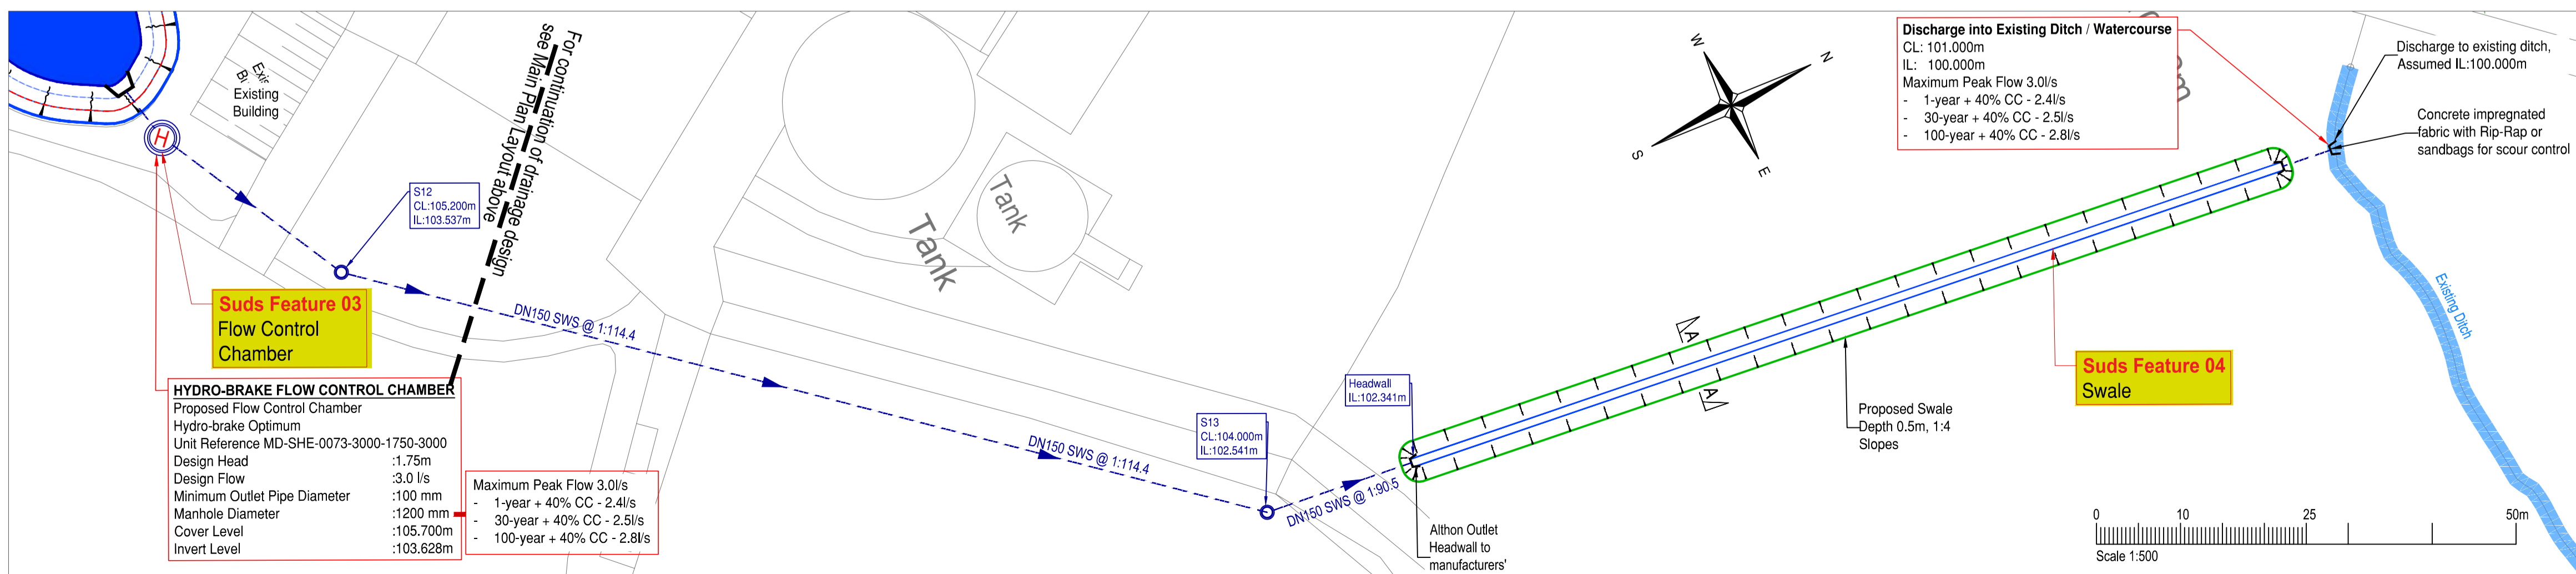 Existing
Building
For continuation of drainage design
see Main Plan Layout above
S12
CL:105.200m
IL:103.537m
Suds Feature 03
Flow Control
Chamber
HYDRO-BRAKE FLOW CONTROL CHAMBER
Proposed Flow Control Chamber
Hydro-brake Optimum
Unit Reference MD-SHE-0073-3000-1750-3000
Design Head :1.75m
Design Flow :3.0 l/s
Minimum Outlet Pipe Diameter :100 mm
Manhole Diameter :1200 mm
Cover Level :105.700m
Invert Level :103.628m
Maximum Peak Flow 3.0l/s
- 1-year + 40% CC - 2.4l/s
- 30-year + 40% CC - 2.5l/s
- 100-year + 40% CC - 2.8l/s
H
DN150 SWS @ 1:114.4
DN150 SWS @ 1:114.4
Tank
Tank
S13
CL:104.000m
IL:102.541m
DN150 SWS @ 1:90.5
Headwall
IL:102.341m
Althon Outlet
Headwall to
manufacturers'
W
N
S
E
A
A
Proposed Swale
Depth 0.5m, 1:4
Slopes
Discharge into Existing Ditch / Watercourse
CL: 101.000m
IL: 100.000m
Maximum Peak Flow 3.0l/s
- 1-year + 40% CC - 2.4l/s
- 30-year + 40% CC - 2.5l/s
- 100-year + 40% CC - 2.8l/s
Discharge to existing ditch,
Assumed IL:100.000m
Concrete impregnated
fabric with Rip-Rap or
sandbags for scour control
Existing Ditch
Suds Feature 04
Swale
0 10 25 50m
Scale 1:500